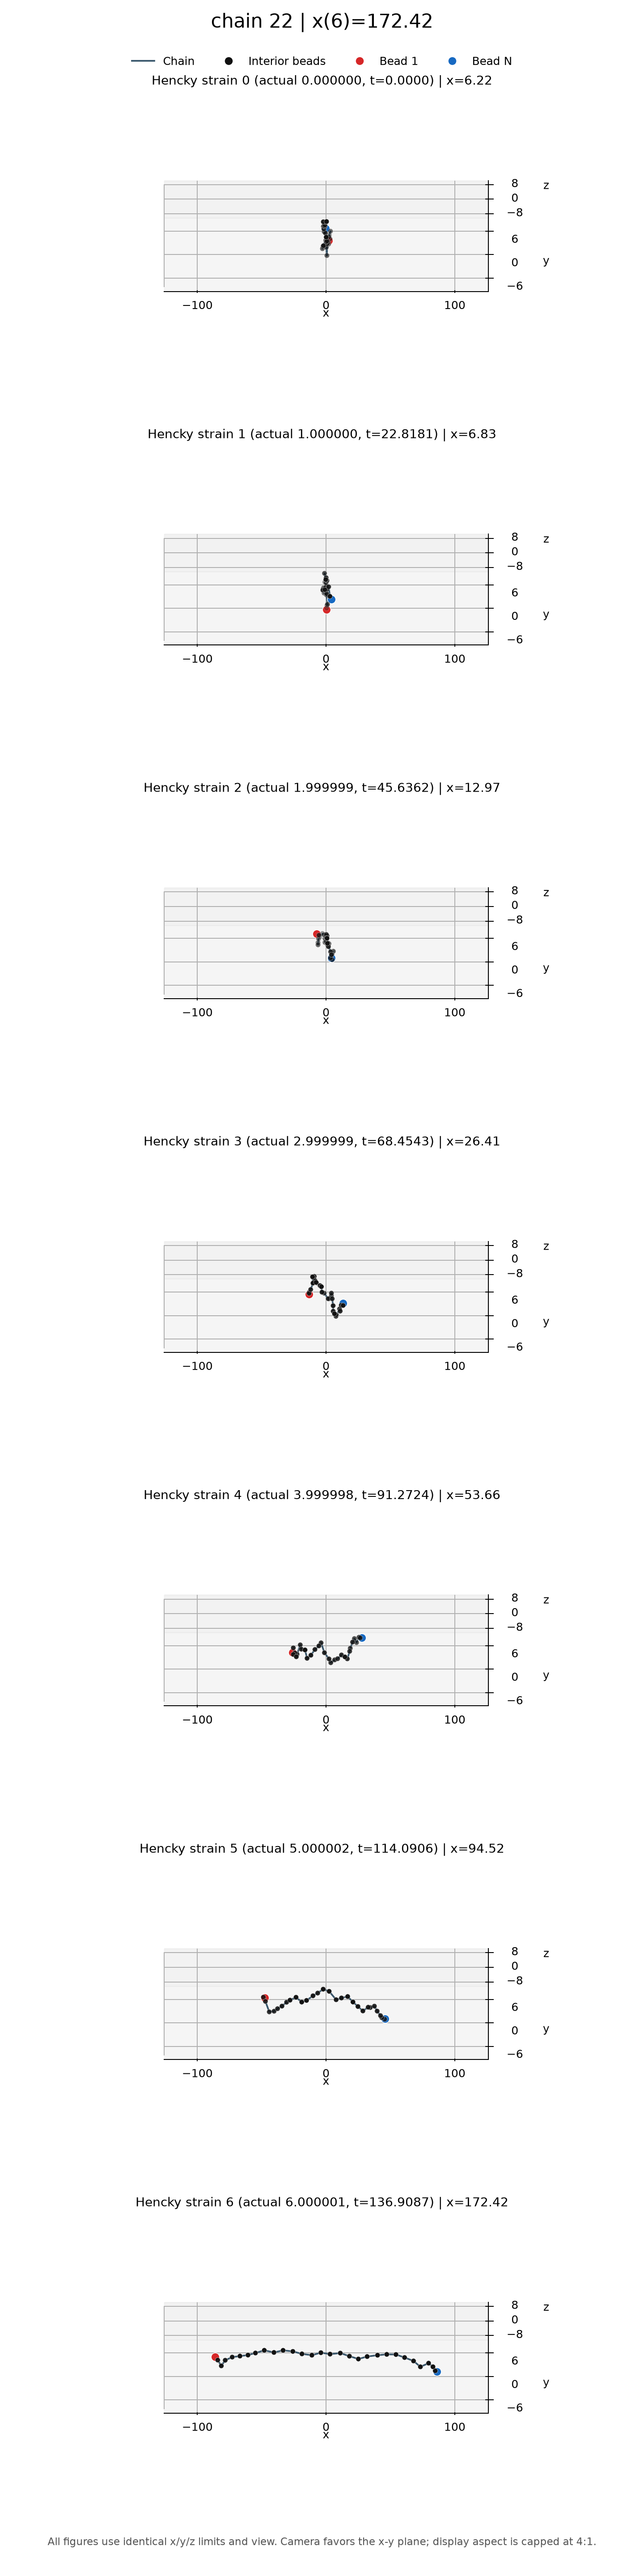 chain 22 | x(6)=172.42
Chain Interior beads Bead 1 Bead N
Hencky strain 0 (actual 0.000000, t=0.0000) | x=6.22
8 z
0
−8
6
0 y
−6
−100 0 100
x
Hencky strain 1 (actual 1.000000, t=22.8181) | x=6.83
8 z
0
−8
6
0 y
−6
−100 0 100
x
Hencky strain 2 (actual 1.999999, t=45.6362) | x=12.97
8 z
0
−8
6
0 y
−6
−100 0 100
x
Hencky strain 3 (actual 2.999999, t=68.4543) | x=26.41
8 z
0
−8
6
0 y
−6
−100 0 100
x
Hencky strain 4 (actual 3.999998, t=91.2724) | x=53.66
8 z
0
−8
6
0 y
−6
−100 0 100
x
Hencky strain 5 (actual 5.000002, t=114.0906) | x=94.52
8 z
0
−8
6
0 y
−6
−100 0 100
x
Hencky strain 6 (actual 6.000001, t=136.9087) | x=172.42
8 z
0
−8
6
0 y
−6
−100 0 100
x
All figures use identical x/y/z limits and view. Camera favors the x-y plane; display aspect is capped at 4:1.